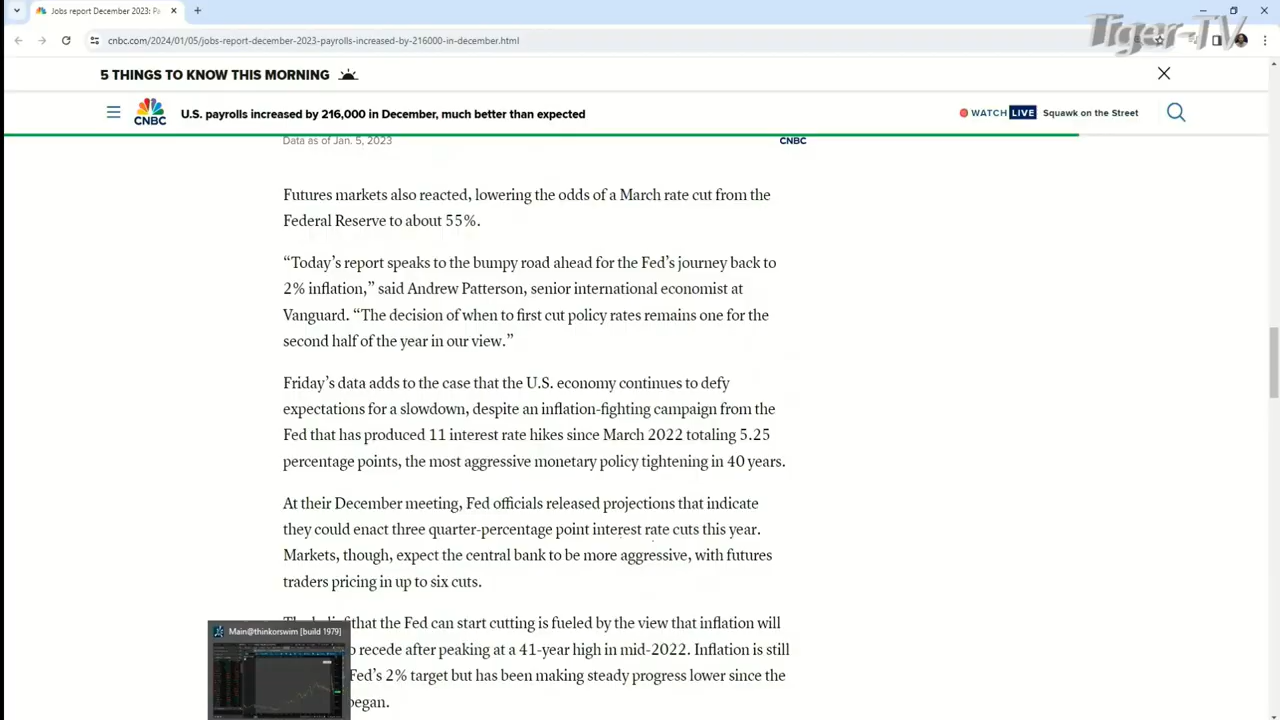 Jobs report December 2023: Pa
Tiger-TV
cnbc.com/2024/01/05/jobs-report-december-2023-payrolls-increased-by-216000-in-december.html
5 THINGS TO KNOW THIS MORNING
CNBC
U.S. payrolls increased by 216,000 in December, much better than expected
WATCH LIVE Squawk on the Street
Data as of Jan. 5, 2023
CNBC
Futures markets also reacted, lowering the odds of a March rate cut from the
Federal Reserve to about 55%.
“Today’s report speaks to the bumpy road ahead for the Fed’s journey back to
2% inflation,” said Andrew Patterson, senior international economist at
Vanguard. “The decision of when to first cut policy rates remains one for the
second half of the year in our view.”
Friday’s data adds to the case that the U.S. economy continues to defy
expectations for a slowdown, despite an inflation-fighting campaign from the
Fed that has produced 11 interest rate hikes since March 2022 totaling 5.25
percentage points, the most aggressive monetary policy tightening in 40 years.
At their December meeting, Fed officials released projections that indicate
they could enact three quarter-percentage point interest rate cuts this year.
Markets, though, expect the central bank to be more aggressive, with futures
traders pricing in up to six cuts.
that the Fed can start cutting is fueled by the view that inflation will
Main@thinkorswim [build 1979]
recede after peaking at a 41-year high in mid-2022. Inflation is still
Fed’s 2% target but has been making steady progress lower since the
began.